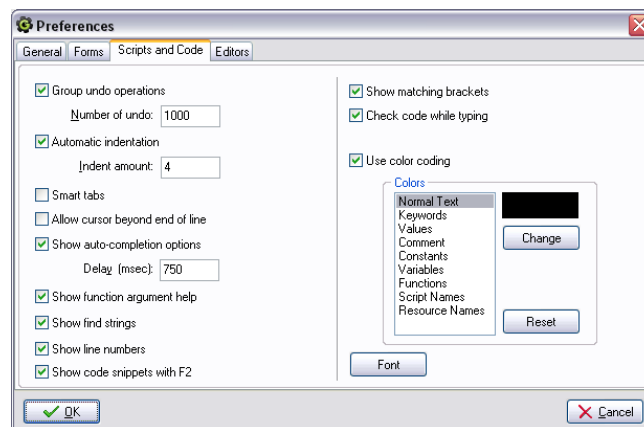 Preferences
General Forms Scripts and Code Editors
Group undo operations
Number of undo: 1000
Automatic indentation
Indent amount: 4
Smart tabs
Allow cursor beyond end of line
Show auto-completion options
Delay (msec): 750
Show function argument help
Show find strings
Show line numbers
Show code snippets with F2
Show matching brackets
Check code while typing
Use color coding
Colors
Normal Text
Keywords
Values
Comment
Constants
Variables
Functions
Script Names
Resource Names
Change
Reset
Font
OK
Cancel